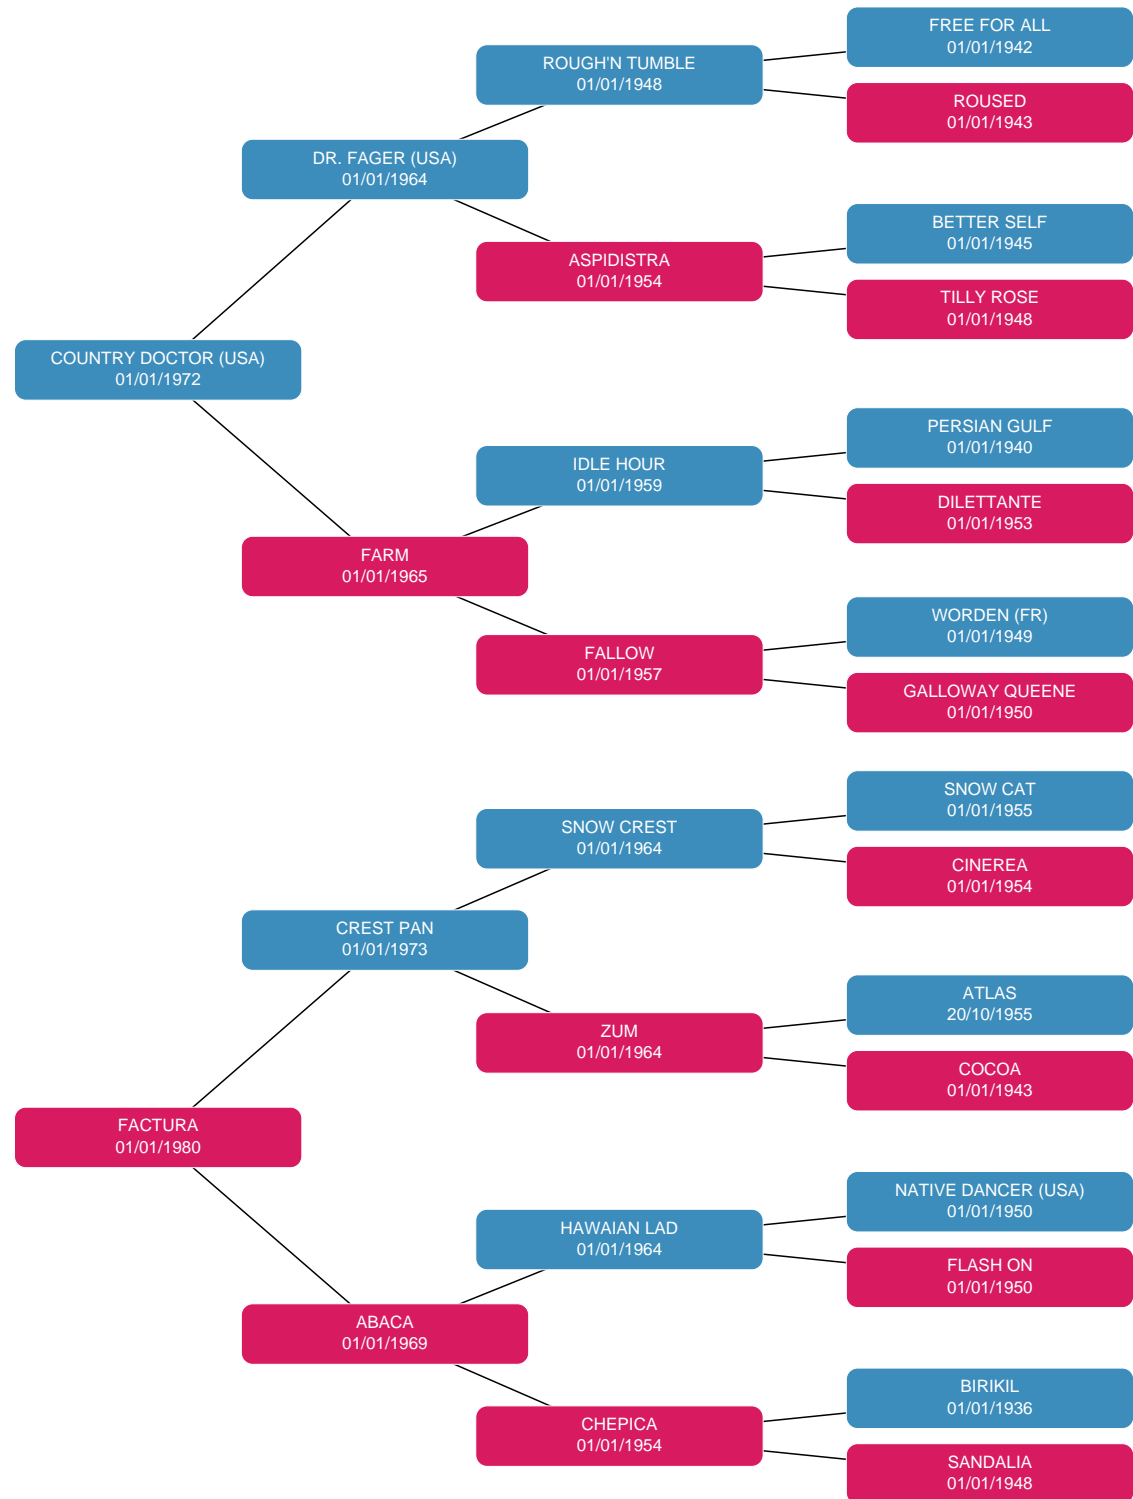 FREE FOR ALL
01/01/1942
ROUGH'N TUMBLE
01/01/1948
ROUSED
01/01/1943
DR. FAGER (USA)
01/01/1964
BETTER SELF
01/01/1945
ASPIDISTRA
01/01/1954
TILLY ROSE
01/01/1948
COUNTRY DOCTOR (USA)
01/01/1972
PERSIAN GULF
01/01/1940
IDLE HOUR
01/01/1959
DILETTANTE
01/01/1953
FARM
01/01/1965
WORDEN (FR)
01/01/1949
FALLOW
01/01/1957
GALLOWAY QUEENE
01/01/1950
SNOW CAT
01/01/1955
SNOW CREST
01/01/1964
CINEREA
01/01/1954
CREST PAN
01/01/1973
ATLAS
20/10/1955
ZUM
01/01/1964
COCOA
01/01/1943
FACTURA
01/01/1980
NATIVE DANCER (USA)
01/01/1950
HAWAIAN LAD
01/01/1964
FLASH ON
01/01/1950
ABACA
01/01/1969
BIRIKIL
01/01/1936
CHEPICA
01/01/1954
SANDALIA
01/01/1948